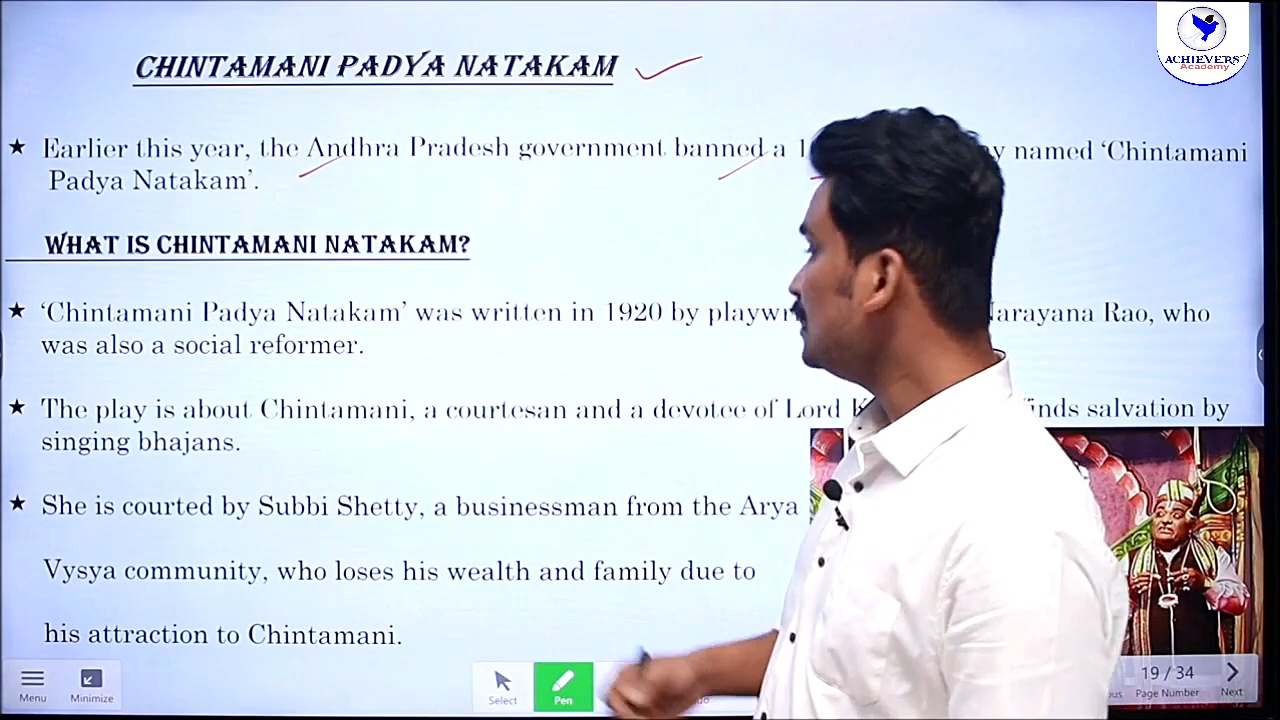 CHINTAMANI PADYA NATAKAM
ACHIEVERS
Academy
★ Earlier this year, the Andhra Pradesh government banned a named ‘Chintamani
Padya Natakam’.
WHAT IS CHINTAMANI NATAKAM?
★ ‘Chintamani Padya Natakam’ was written in 1920 by Narayana Rao, who
was also a social reformer.
★ The play is about Chintamani, a courtesan and a devotee of Lord salvation by
singing bhajans.
★ She is courted by Subbi Shetty, a businessman from the Arya
Vysya community, who loses his wealth and family due to
his attraction to Chintamani.
Menu
Minimize
Select
Pen
19 / 34
Page Number
Next